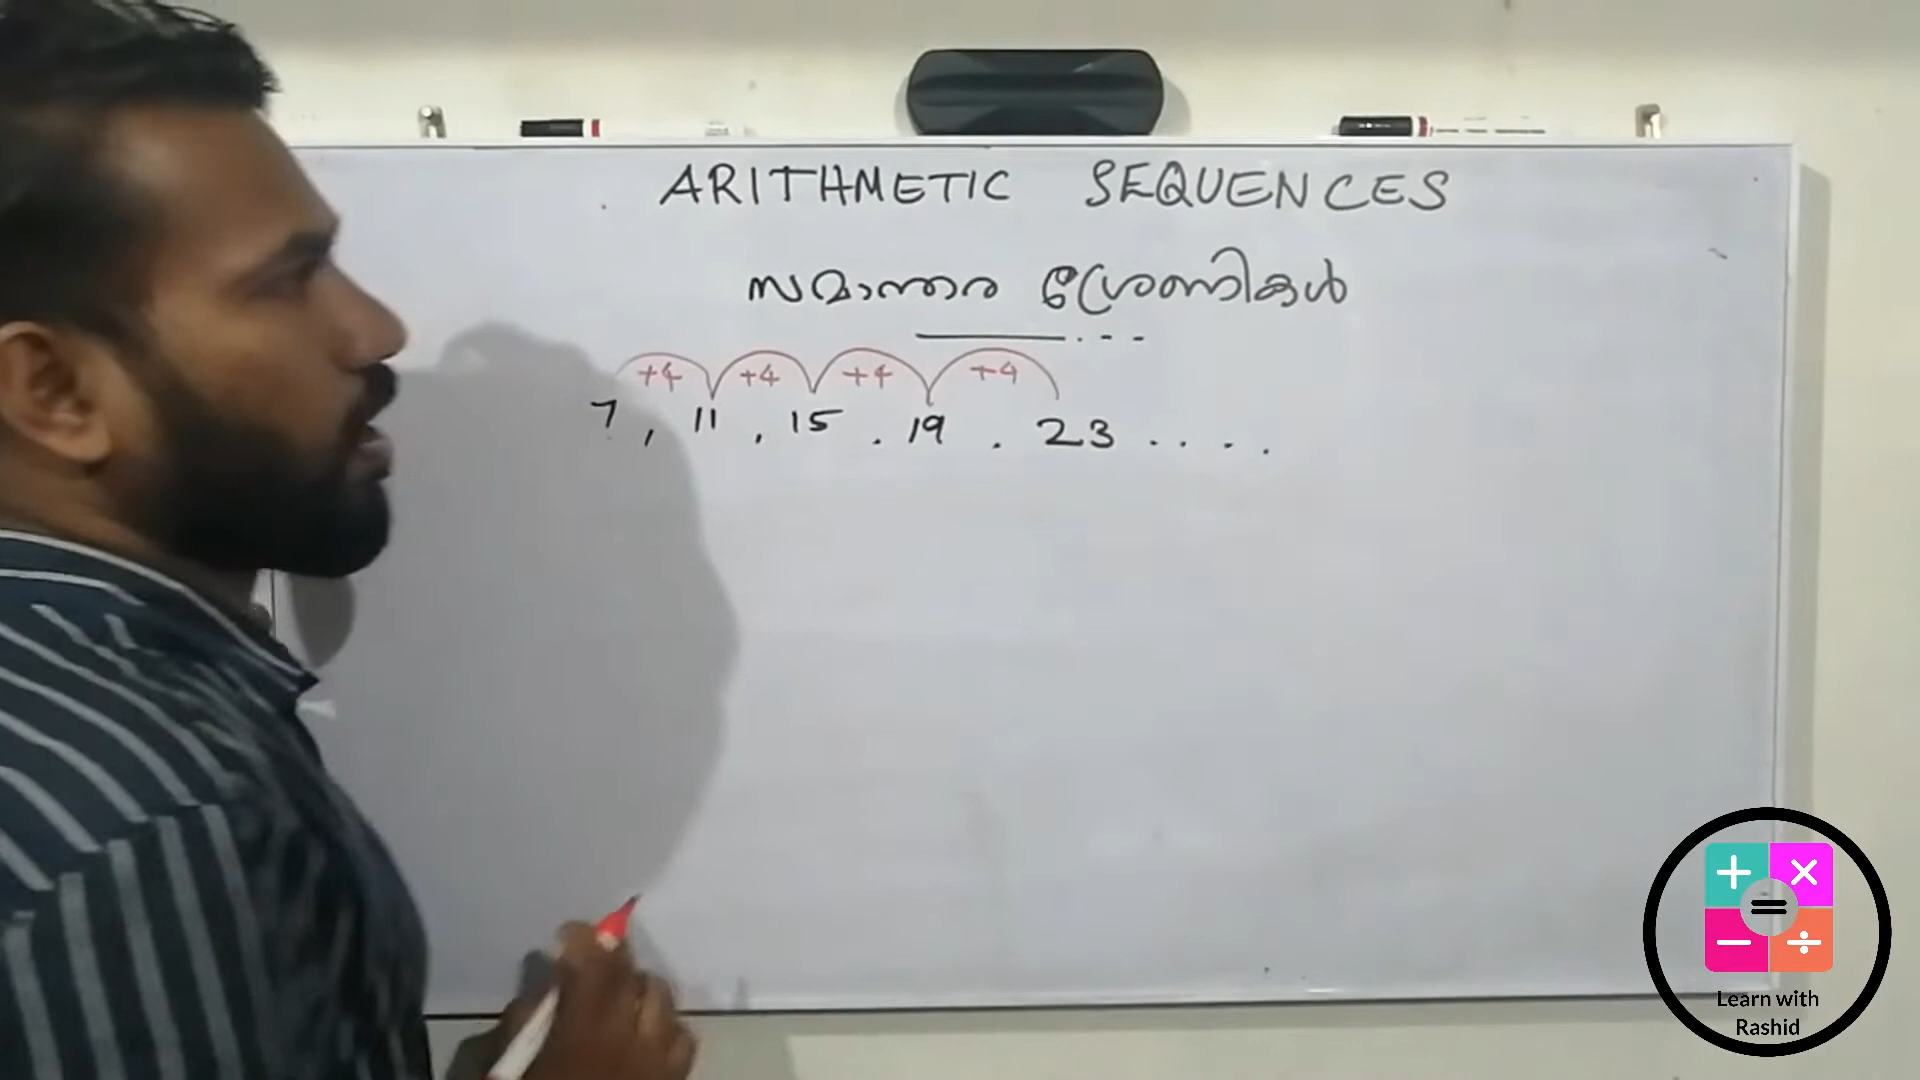 ARITHMETIC SEQUENCES
സമാന്തര ശ്രേണികൾ
+4 +4 +4 +4
7, 11, 15, 19, 23 ....
+ ×
=
− ÷
Learn with
Rashid